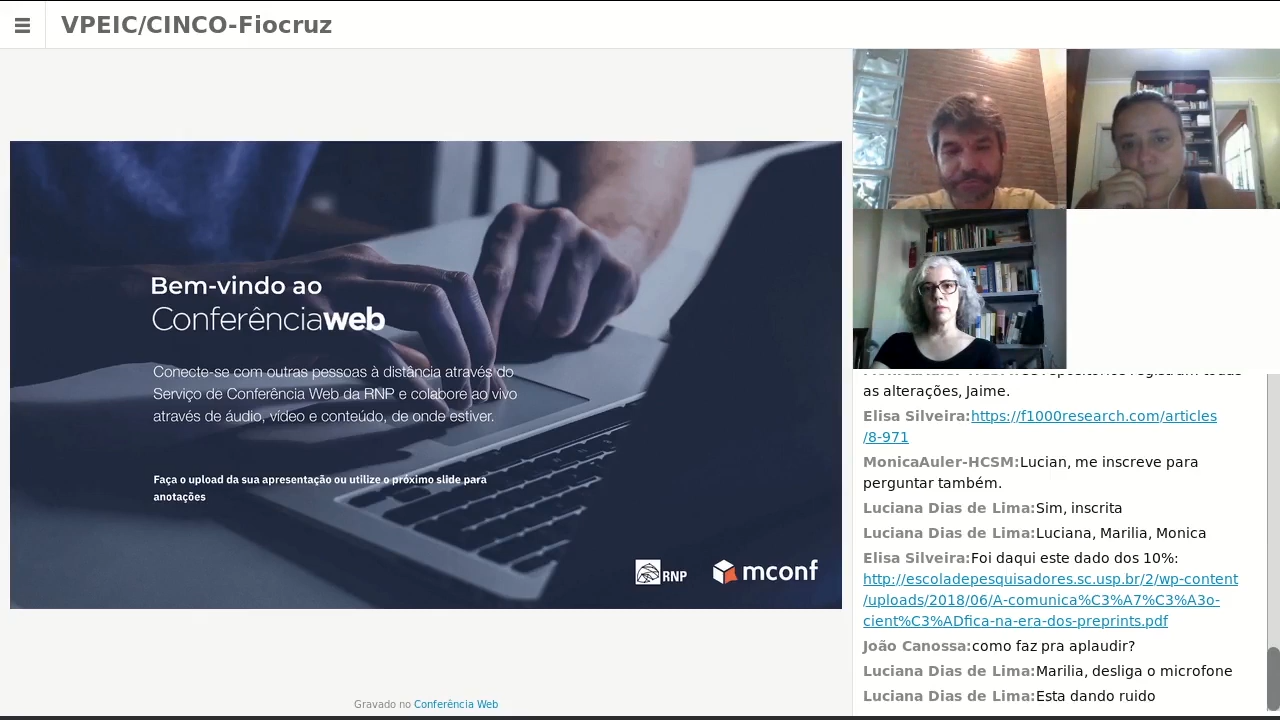 VPEIC/CINCO-Fiocruz
Bem-vindo ao
Conferênciaweb
Conecte-se com outras pessoas à distância através do
Serviço de Conferência Web da RNP e colabore ao vivo
através de áudio, vídeo e conteúdo, de onde estiver.
Faça o upload da sua apresentação ou utilize o próximo slide para
anotações
RNP
mconf
Gravado no Conferência Web
as alterações, Jaime.
Elisa Silveira:https://f1000research.com/articles
/8-971
MonicaAuler-HCSM:Lucian, me inscreve para
perguntar também.
Luciana Dias de Lima:Sim, inscrita
Luciana Dias de Lima:Luciana, Marilia, Monica
Elisa Silveira:Foi daqui este dado dos 10%:
http://escoladepesquisadores.sc.usp.br/2/wp-content
/uploads/2018/06/A-comunica%C3%A7%C3%A3o-
cient%C3%ADfica-na-era-dos-preprints.pdf
João Canossa:como faz pra aplaudir?
Luciana Dias de Lima:Marilia, desliga o microfone
Luciana Dias de Lima:Esta dando ruido